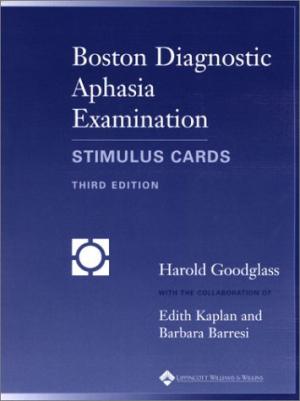 Boston Diagnostic
Aphasia
Examination
STIMULUS CARDS
THIRD EDITION
Harold Goodglass
WITH THE COLLABORATION OF
Edith Kaplan and
Barbara Barresi
LIPPINCOTT WILLIAMS & WILKINS